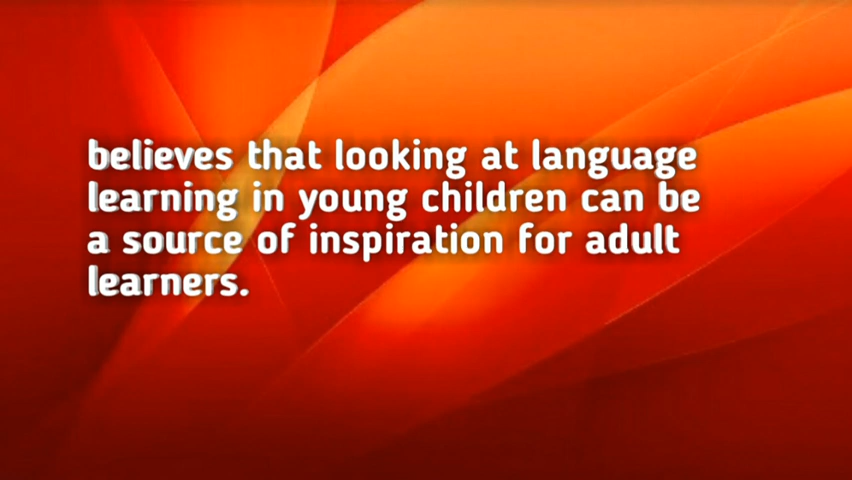 believes that looking at language
learning in young children can be
a source of inspiration for adult
learners.